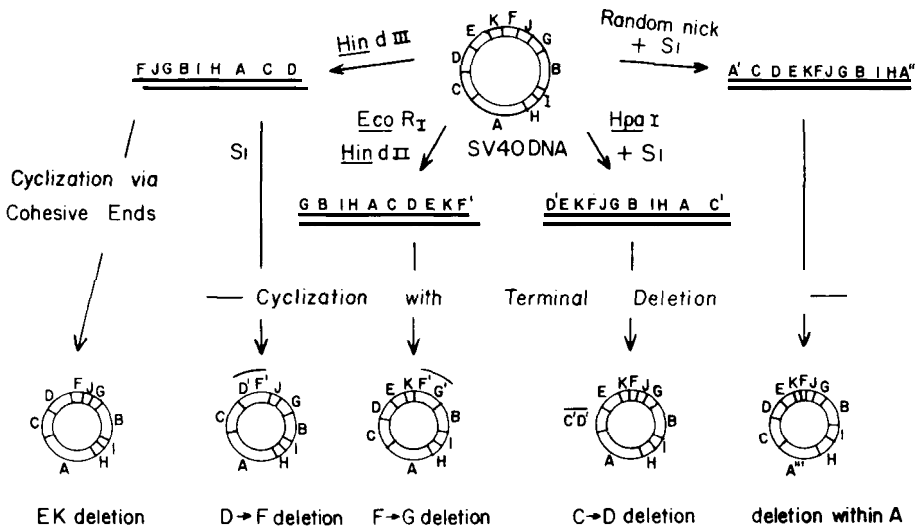 K F J
E G
D B
C I
A H
SV40 DNA
Hin d III
Random nick
+ S1
F J G B I H A C D
A' C D E K F J G B I H A"
Eco RI
Hin d II
Hpa I
+ S1
S1
Cyclization via
Cohesive Ends
G B I H A C D E K F'
D' E K F J G B I H A C'
Cyclization with Terminal Deletion
F J G
D B
C I
A H
D' F' J
G
C B
I
A H
E K F' G'
D B
C I
A H
K F J
E G
B
C' D' I
A H
K F J
E G
D B
C I
A"' H
EK deletion
D→F deletion
F→G deletion
C→D deletion
deletion within A